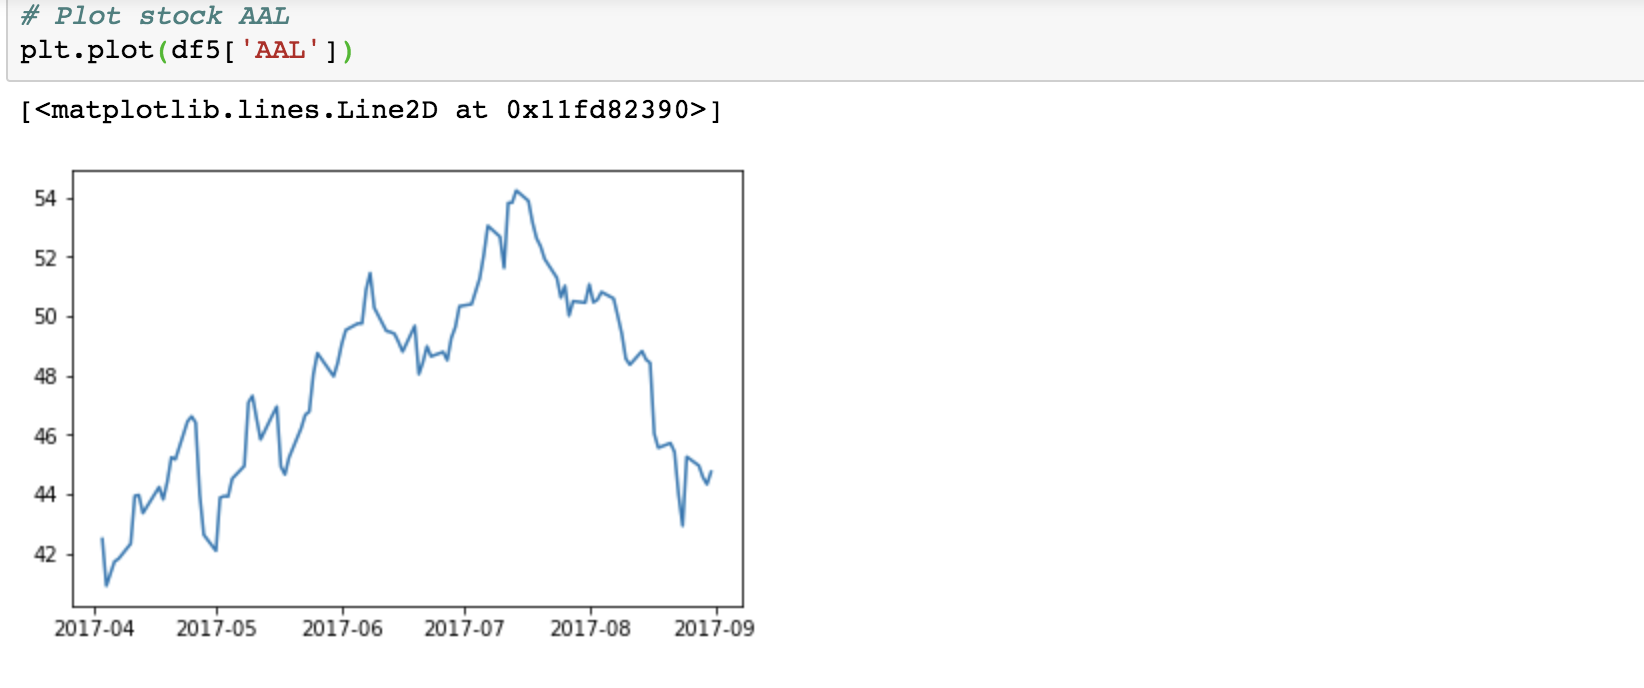 # Plot stock AAL
plt.plot(df5['AAL'])
[<matplotlib.lines.Line2D at 0x11fd82390>]
54
52
50
48
46
44
42
2017-04 2017-05 2017-06 2017-07 2017-08 2017-09